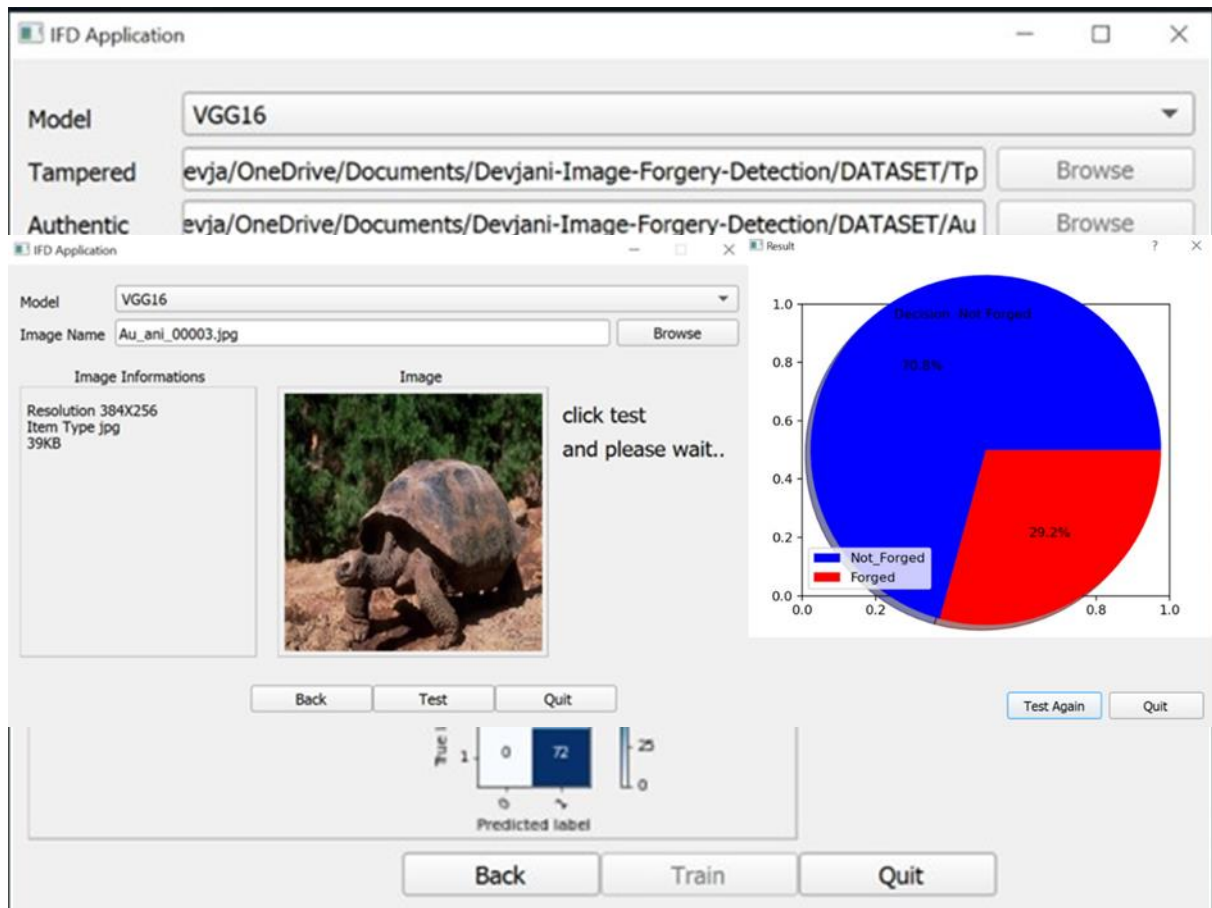 IFD Application
Model VGG16
Tampered evja/OneDrive/Documents/Devjani-Image-Forgery-Detection/DATASET/Tp Browse
Authentic evja/OneDrive/Documents/Devjani-Image-Forgery-Detection/DATASET/Au Browse
IFD Application
Model VGG16
Image Name Au_ani_00003.jpg Browse
Image Informations Image
Resolution 384X256
Item Type jpg
39KB
click test
and please wait..
Back Test Quit
Result ?
Decision Not Forged
70.8%
29.2%
Not_Forged
Forged
1.0
0.8
0.6
0.4
0.2
0.0
0.0 0.2 0.8 1.0
Test Again Quit
True
1 0 72
25
0
0 1
Predicted label
Back Train Quit